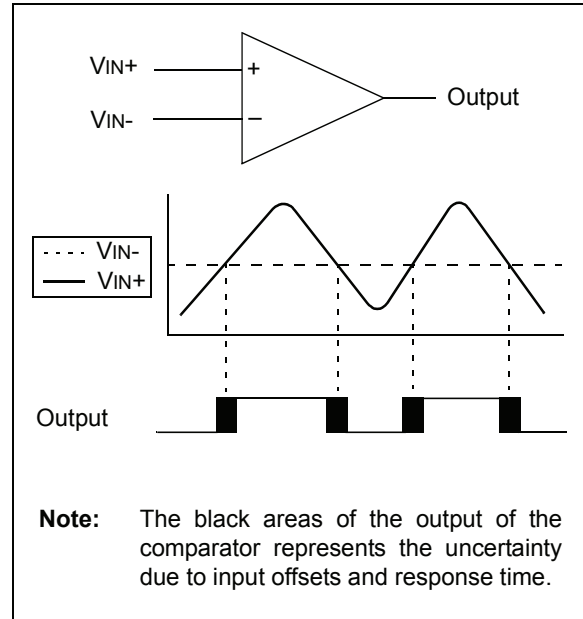 VIN+
+
Output
VIN-
−
VIN-
VIN+
Output
Note: The black areas of the output of the
comparator represents the uncertainty
due to input offsets and response time.